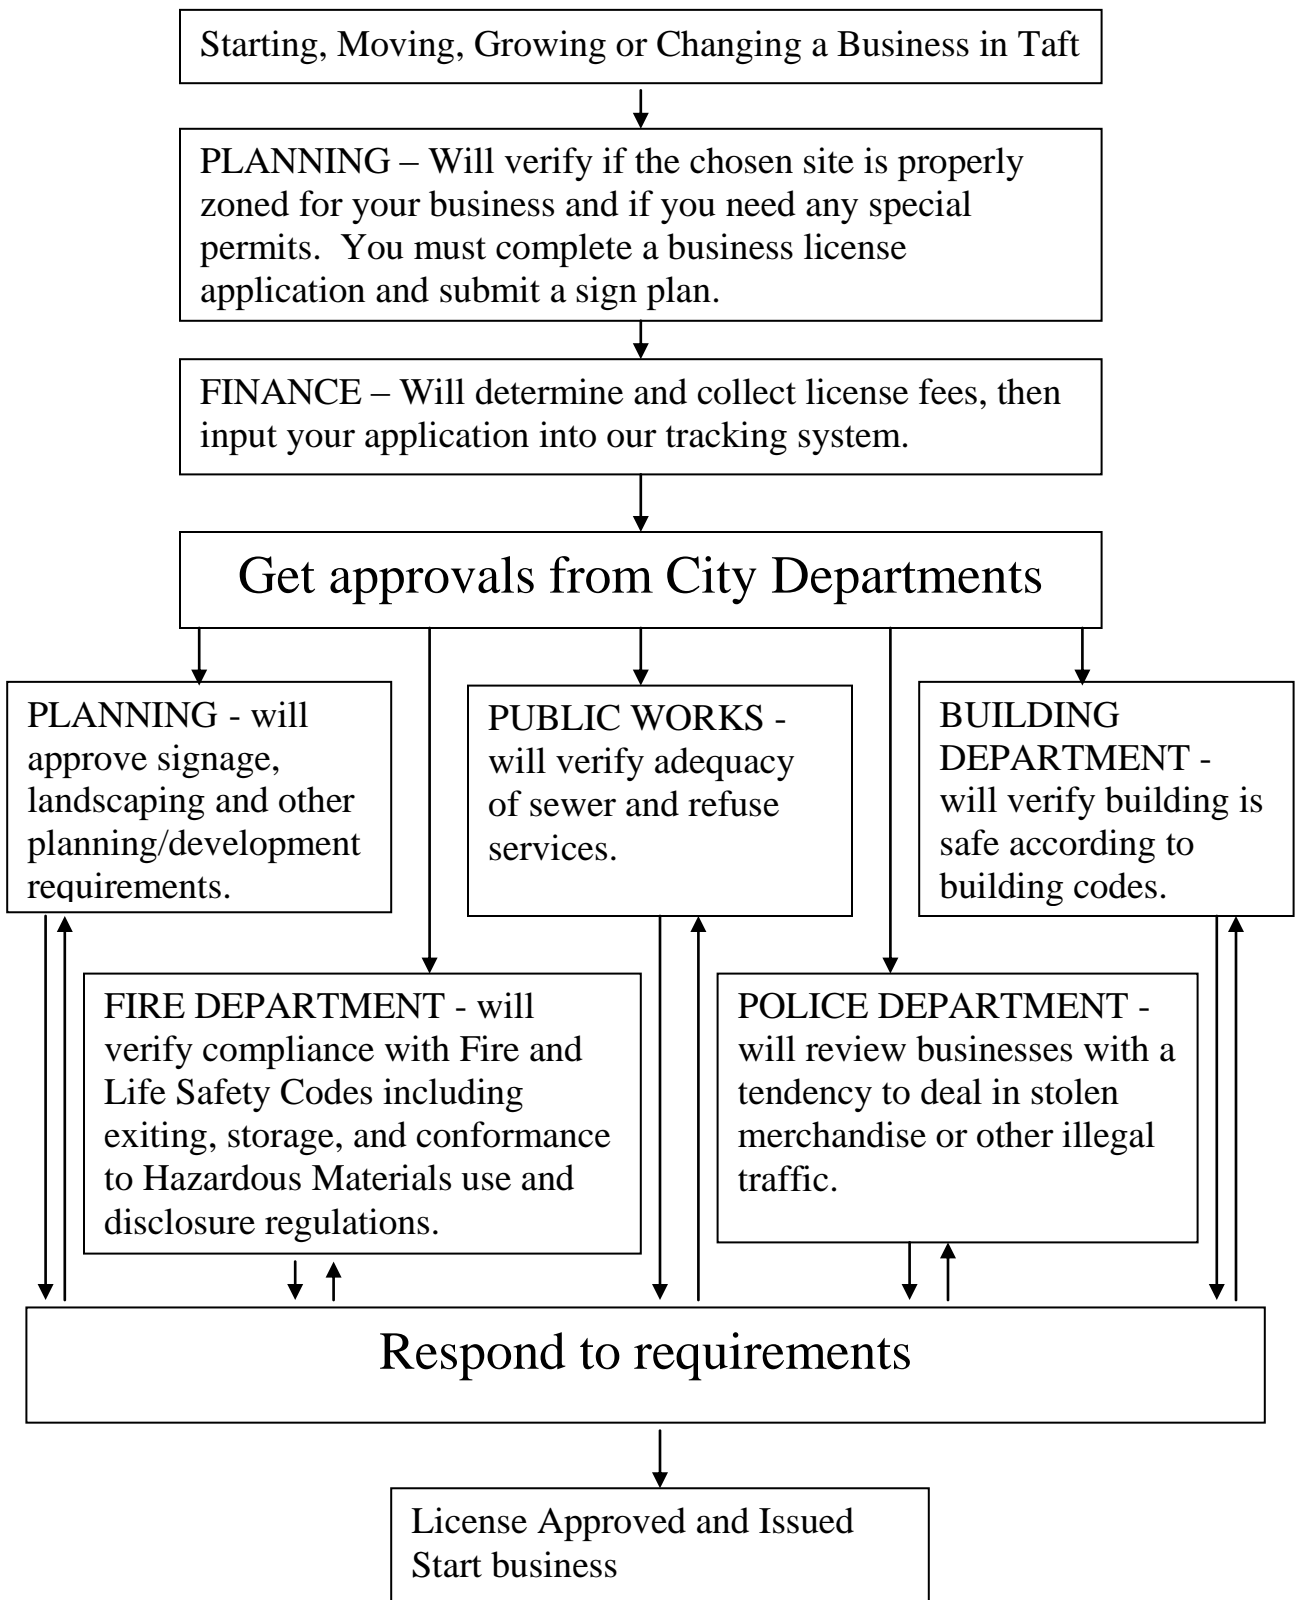 Starting, Moving, Growing or Changing a Business in Taft
PLANNING – Will verify if the chosen site is properly
zoned for your business and if you need any special
permits.  You must complete a business license
application and submit a sign plan.
FINANCE – Will determine and collect license fees, then
input your application into our tracking system.
Get approvals from City Departments
PLANNING - will
approve signage,
landscaping and other
planning/development
requirements.
PUBLIC WORKS -
will verify adequacy
of sewer and refuse
services.
BUILDING
DEPARTMENT -
will verify building is
safe according to
building codes.
FIRE DEPARTMENT - will
verify compliance with Fire and
Life Safety Codes including
exiting, storage, and conformance
to Hazardous Materials use and
disclosure regulations.
POLICE DEPARTMENT -
will review businesses with a
tendency to deal in stolen
merchandise or other illegal
traffic.
Respond to requirements
License Approved and Issued
Start business